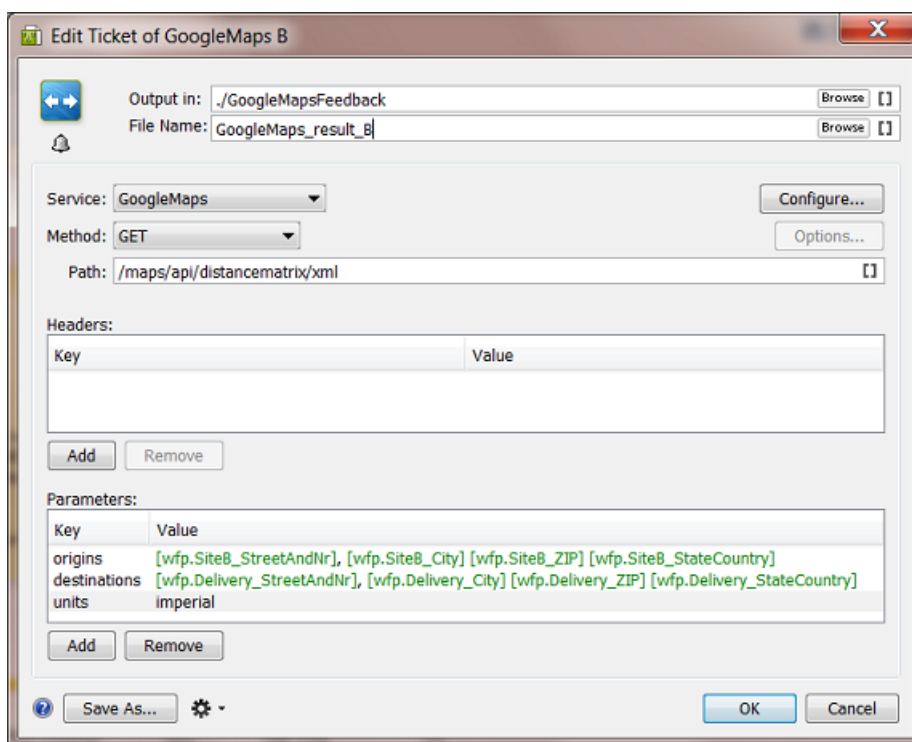 Edit Ticket of GoogleMaps B
Output in: ./GoogleMapsFeedback Browse []
File Name: GoogleMaps_result_B Browse []
Service: GoogleMaps Configure...
Method: GET Options...
Path: /maps/api/distancematrix/xml []
Headers:
Key Value
Add Remove
Parameters:
Key Value
origins [wfp.SiteB_StreetAndNr], [wfp.SiteB_City] [wfp.SiteB_ZIP] [wfp.SiteB_StateCountry]
destinations [wfp.Delivery_StreetAndNr], [wfp.Delivery_City] [wfp.Delivery_ZIP] [wfp.Delivery_StateCountry]
units imperial
Add Remove
? Save As... OK Cancel